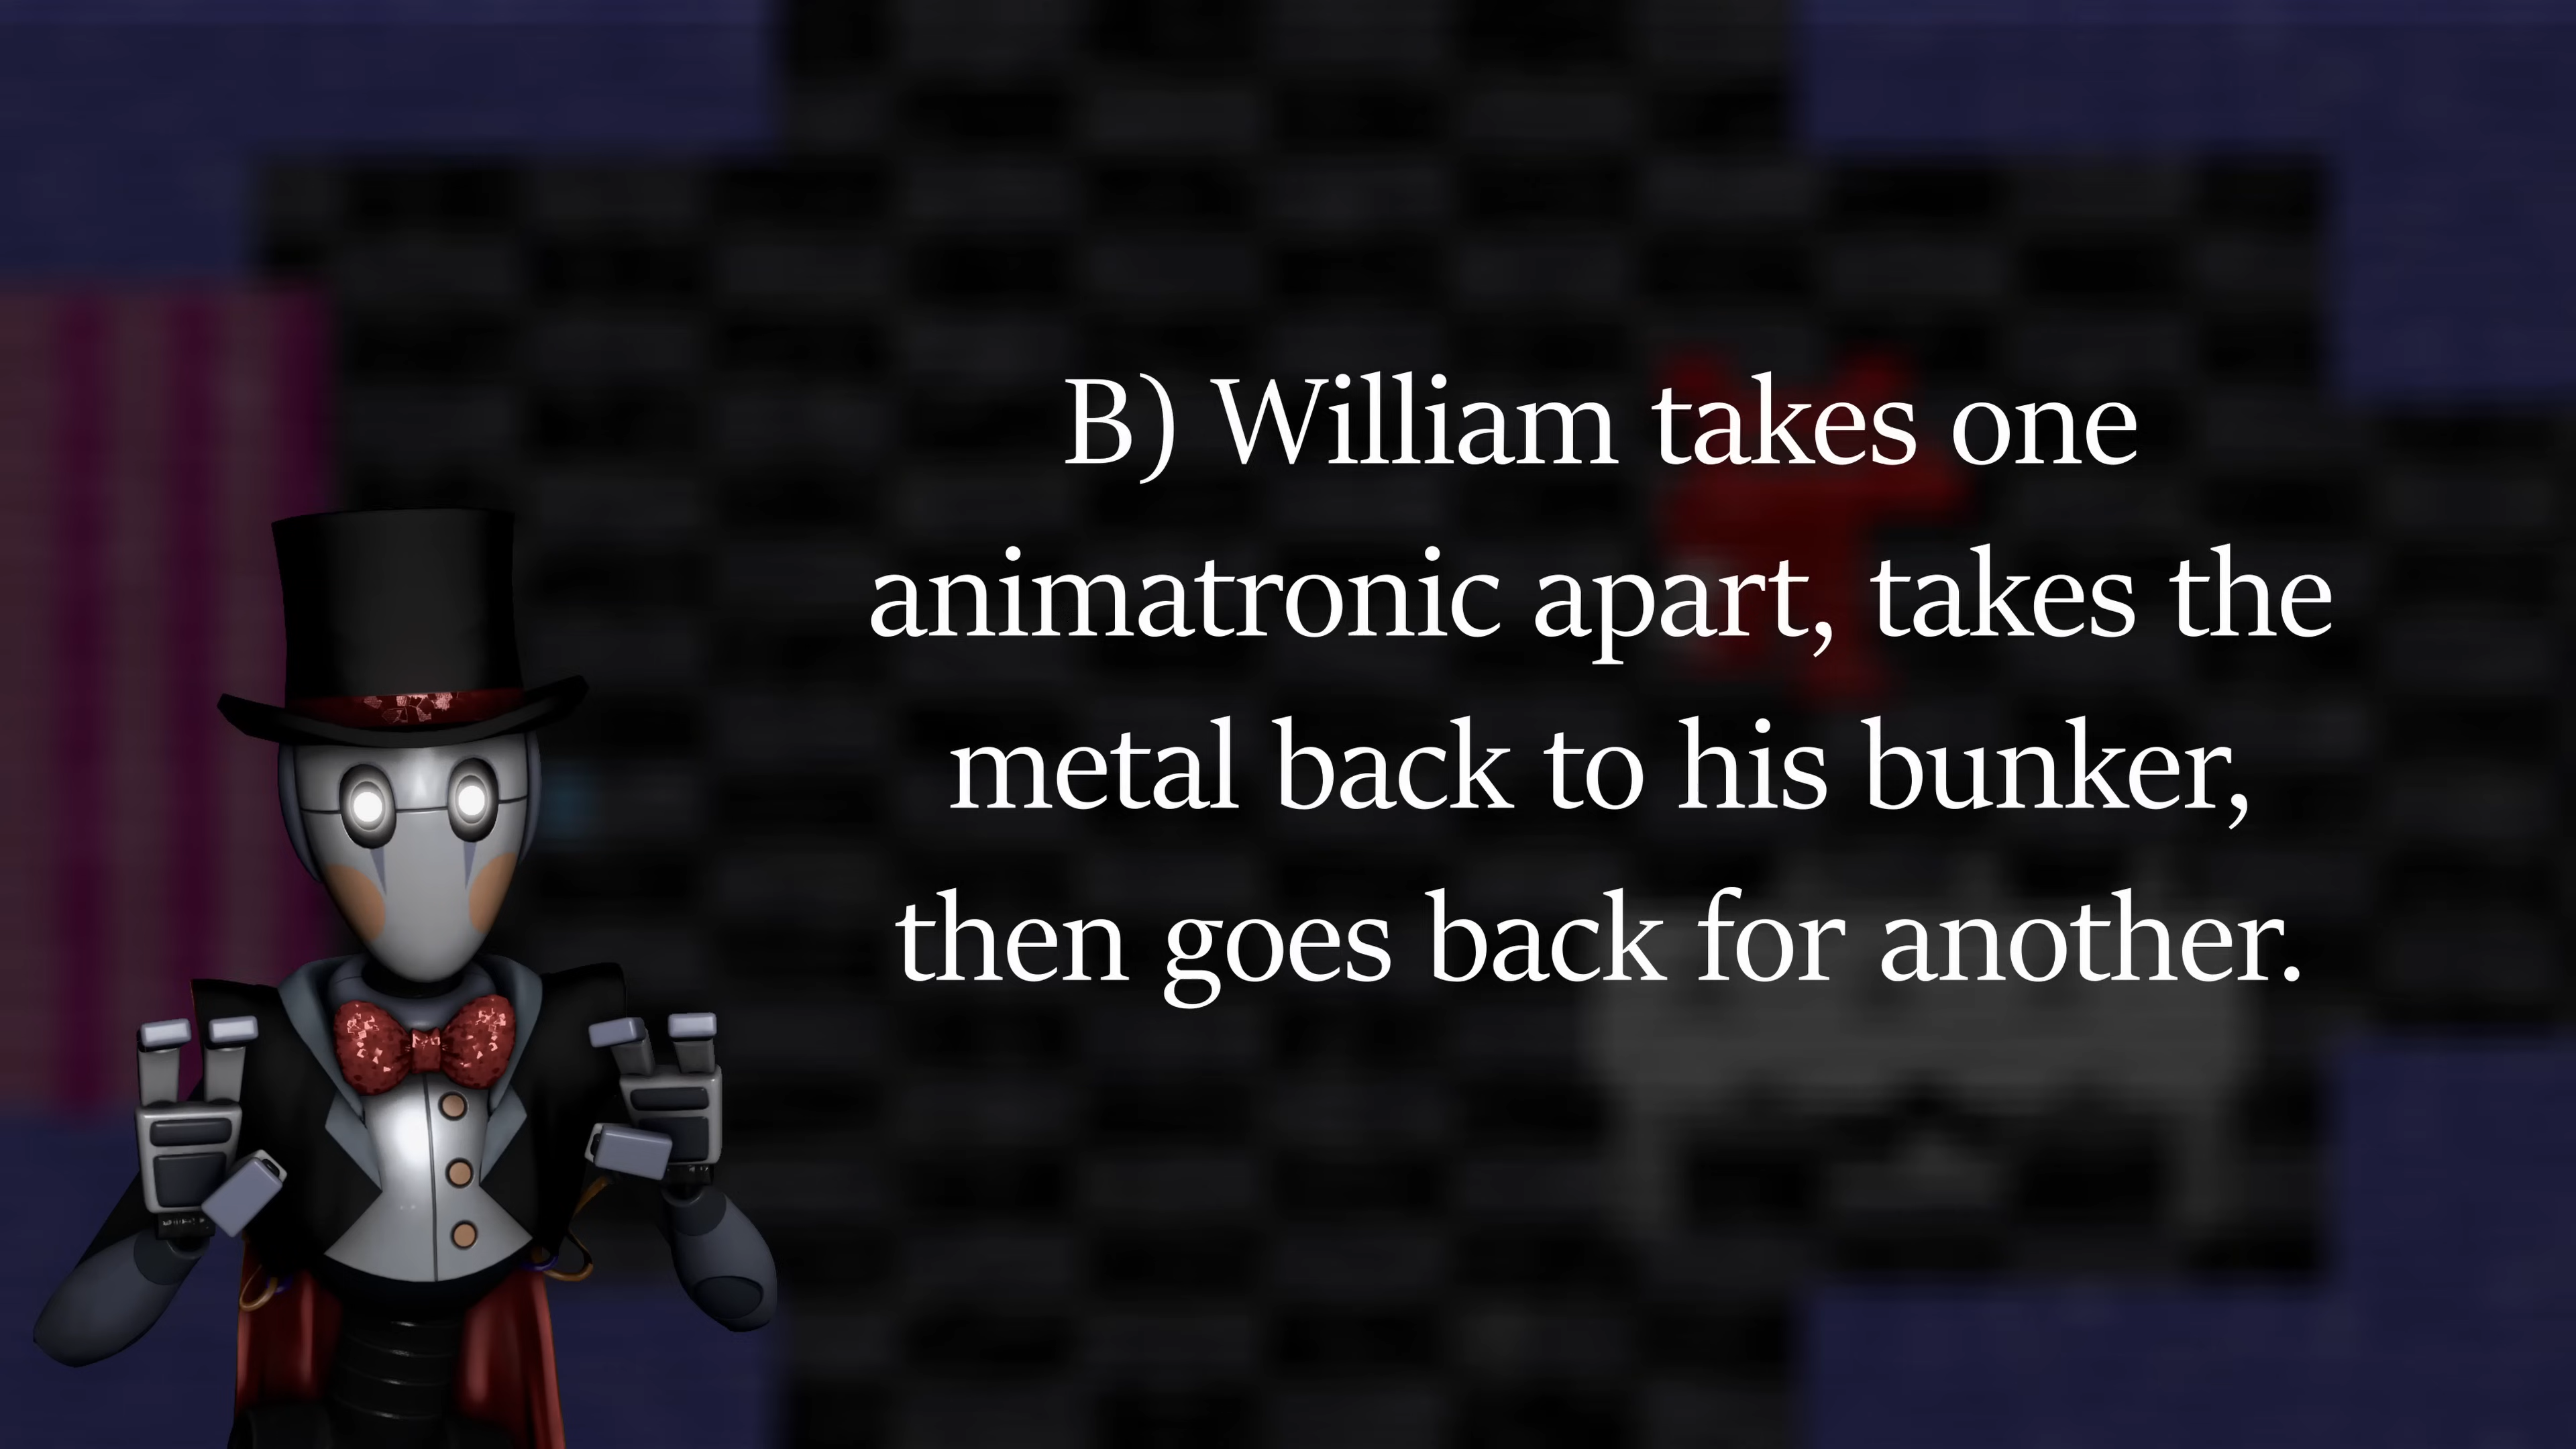 B) William takes one
animatronic apart, takes the
metal back to his bunker,
then goes back for another.